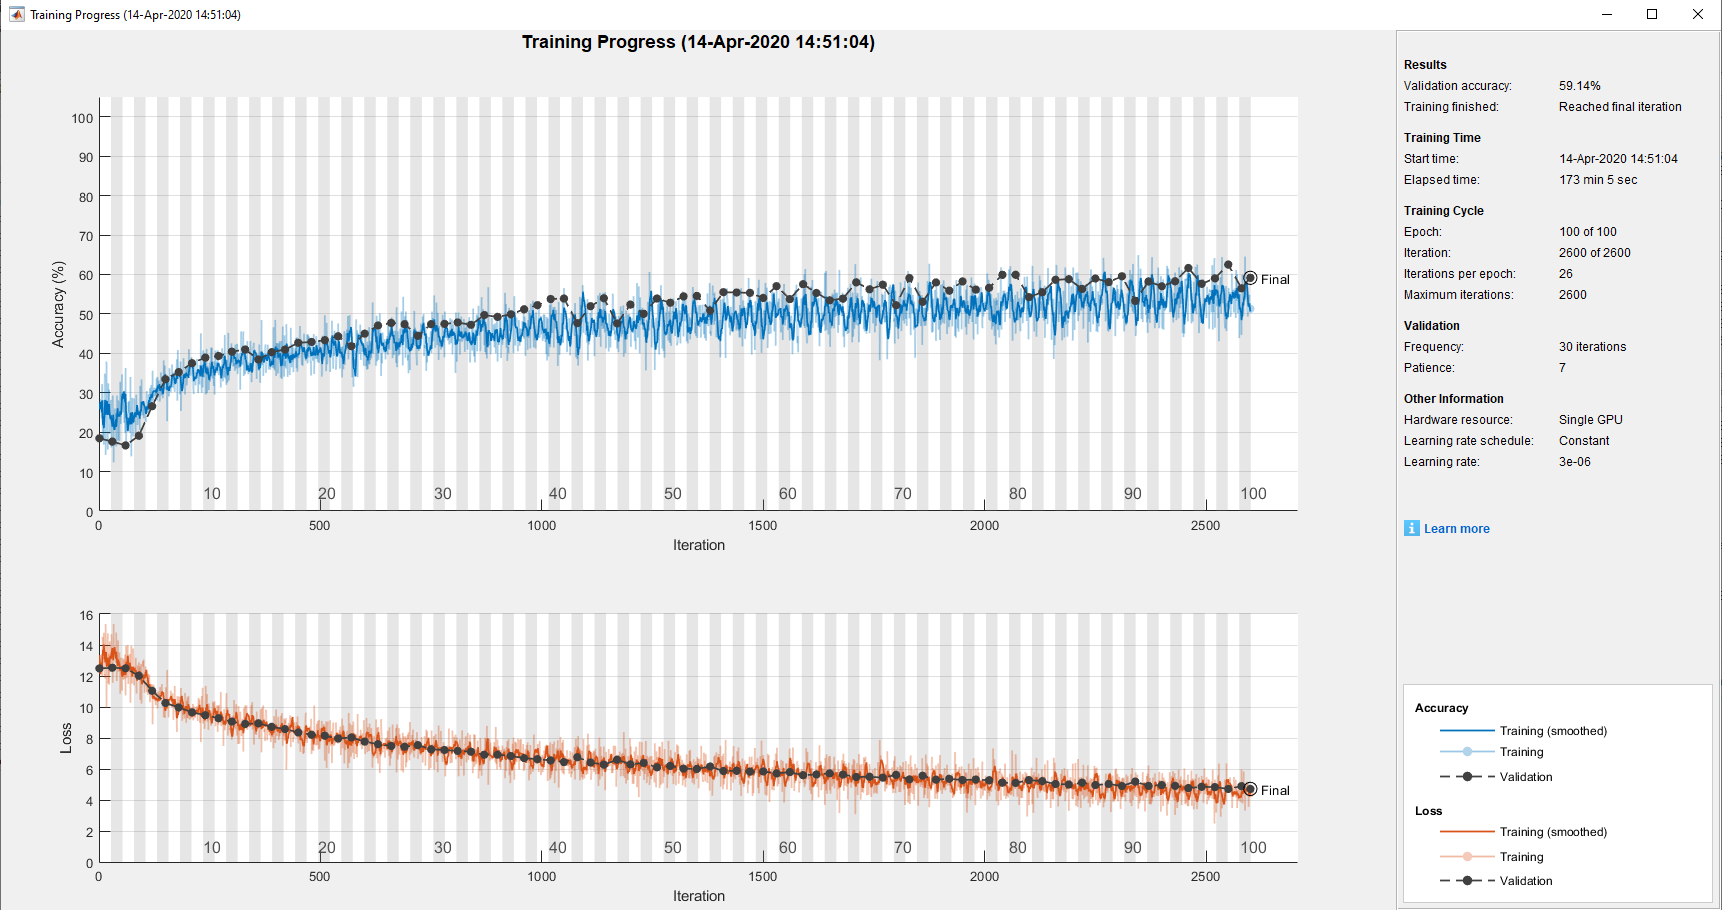 Training Progress (14-Apr-2020 14:51:04)
Training Progress (14-Apr-2020 14:51:04)
Accuracy (%)
100
90
80
70
60
50
40
30
20
10
0
Final
10 20 30 40 50 60 70 80 90 100
0 500 1000 1500 2000 2500
Iteration
Loss
16
14
12
10
8
6
4
2
0
Final
10 20 30 40 50 60 70 80 90 100
0 500 1000 1500 2000 2500
Iteration
Results
Validation accuracy: 59.14%
Training finished: Reached final iteration
Training Time
Start time: 14-Apr-2020 14:51:04
Elapsed time: 173 min 5 sec
Training Cycle
Epoch: 100 of 100
Iteration: 2600 of 2600
Iterations per epoch: 26
Maximum iterations: 2600
Validation
Frequency: 30 iterations
Patience: 7
Other Information
Hardware resource: Single GPU
Learning rate schedule: Constant
Learning rate: 3e-06
i Learn more
Accuracy
Training (smoothed)
Training
Validation
Loss
Training (smoothed)
Training
Validation